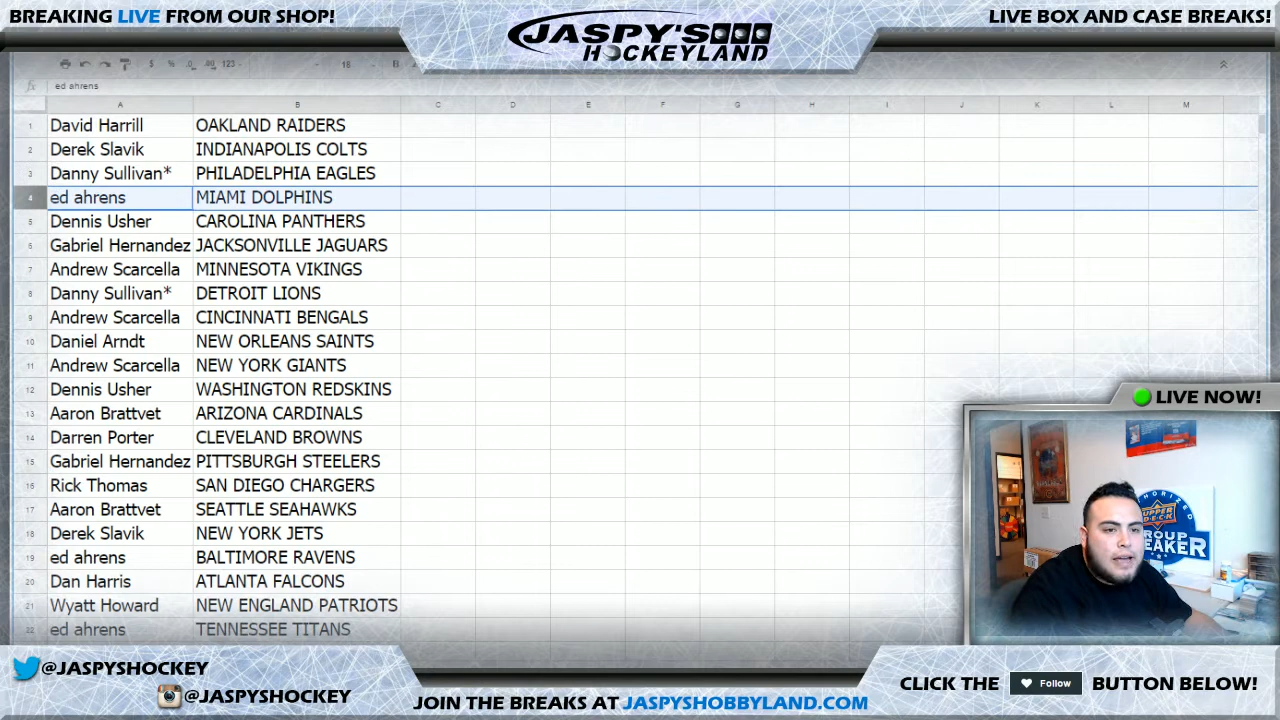 BREAKING LIVE FROM OUR SHOP!
JASPY'S
HOCKEYLAND
LIVE BOX AND CASE BREAKS!
$ % .0 .00 123 18 B
fx ed ahrens
A B C D E F G H I J K L M
1 David Harrill OAKLAND RAIDERS
2 Derek Slavik INDIANAPOLIS COLTS
3 Danny Sullivan* PHILADELPHIA EAGLES
4 ed ahrens MIAMI DOLPHINS
5 Dennis Usher CAROLINA PANTHERS
6 Gabriel Hernandez JACKSONVILLE JAGUARS
7 Andrew Scarcella MINNESOTA VIKINGS
8 Danny Sullivan* DETROIT LIONS
9 Andrew Scarcella CINCINNATI BENGALS
10 Daniel Arndt NEW ORLEANS SAINTS
11 Andrew Scarcella NEW YORK GIANTS
12 Dennis Usher WASHINGTON REDSKINS
13 Aaron Brattvet ARIZONA CARDINALS
14 Darren Porter CLEVELAND BROWNS
15 Gabriel Hernandez PITTSBURGH STEELERS
16 Rick Thomas SAN DIEGO CHARGERS
17 Aaron Brattvet SEATTLE SEAHAWKS
18 Derek Slavik NEW YORK JETS
19 ed ahrens BALTIMORE RAVENS
20 Dan Harris ATLANTA FALCONS
21 Wyatt Howard NEW ENGLAND PATRIOTS
22 ed ahrens TENNESSEE TITANS
LIVE NOW!
UPPER
DECK
@JASPYSHOCKEY
@JASPYSHOCKEY
JOIN THE BREAKS AT JASPYSHOBBYLAND.COM
CLICK THE Follow BUTTON BELOW!